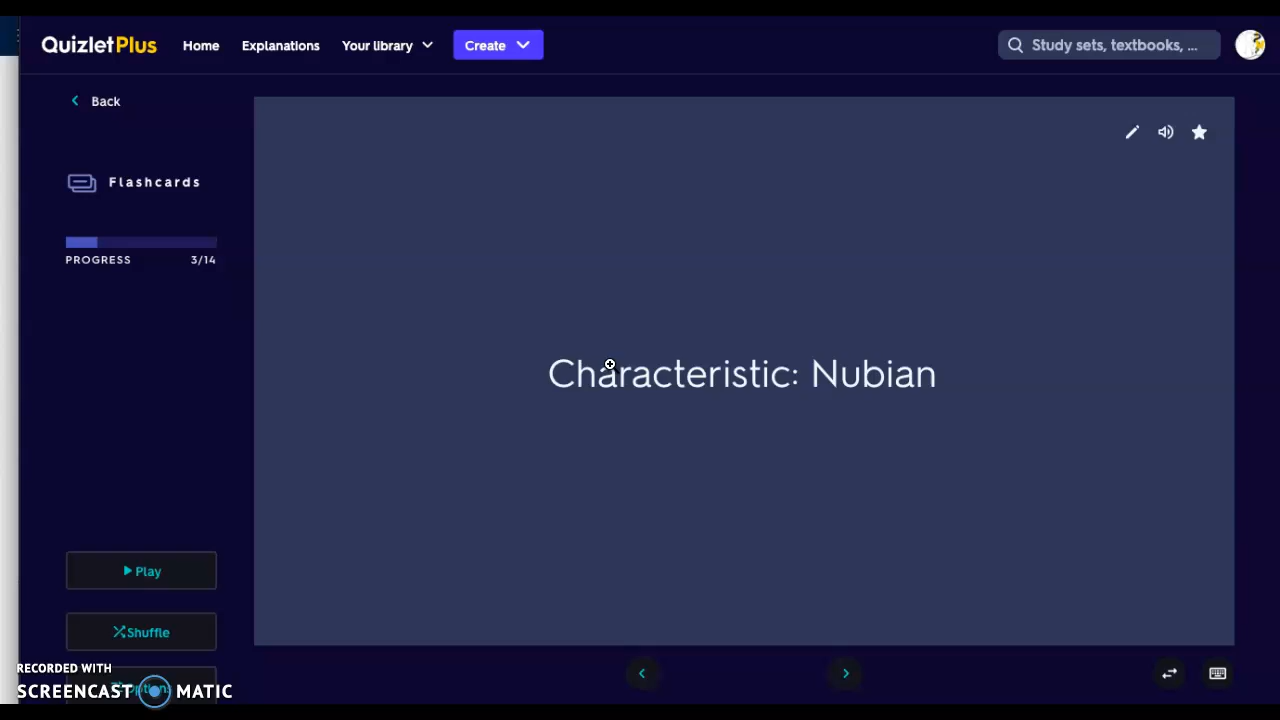 QuizletPlus
Home
Explanations
Your library
Create
Study sets, textbooks, ...
Back
Flashcards
PROGRESS 3/14
Characteristic: Nubian
Play
Shuffle
RECORDED WITH
SCREENCAST MATIC